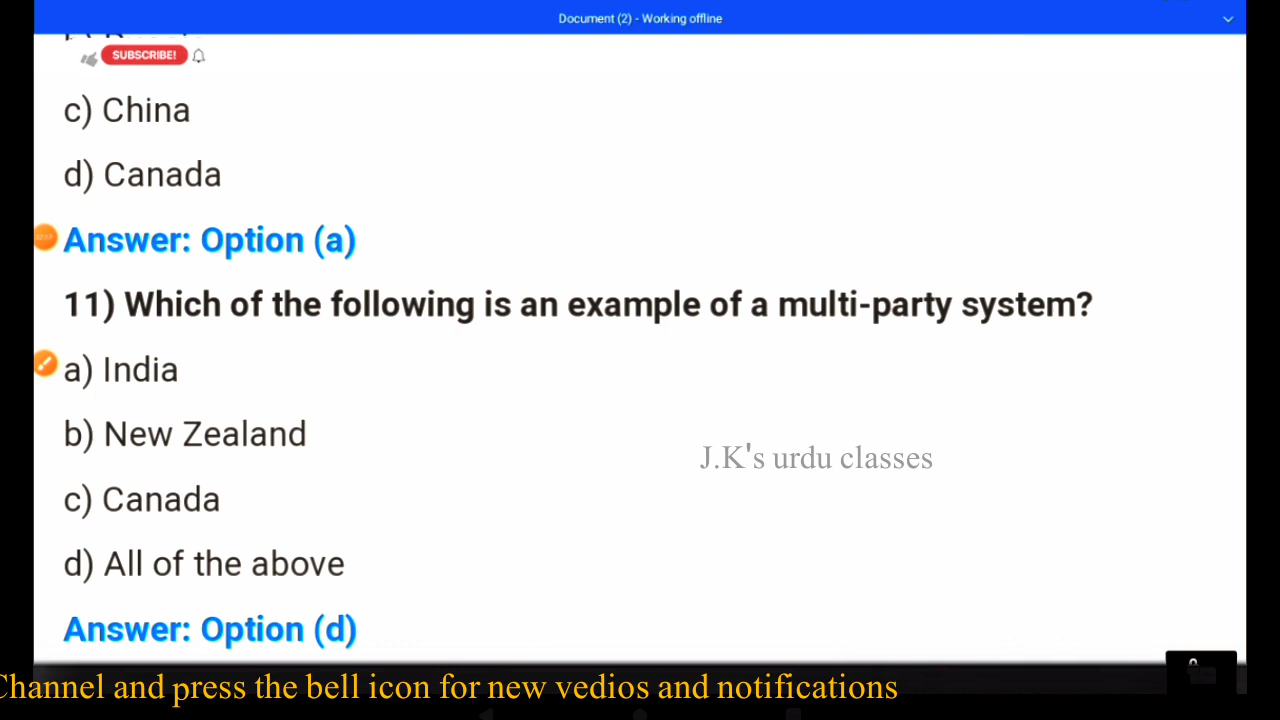 Document (2) - Working offline
SUBSCRIBE!
c) China
d) Canada
Answer: Option (a)
11) Which of the following is an example of a multi-party system?
a) India
b) New Zealand
J.K's urdu classes
c) Canada
d) All of the above
Answer: Option (d)
Channel and press the bell icon for new vedios and notifications